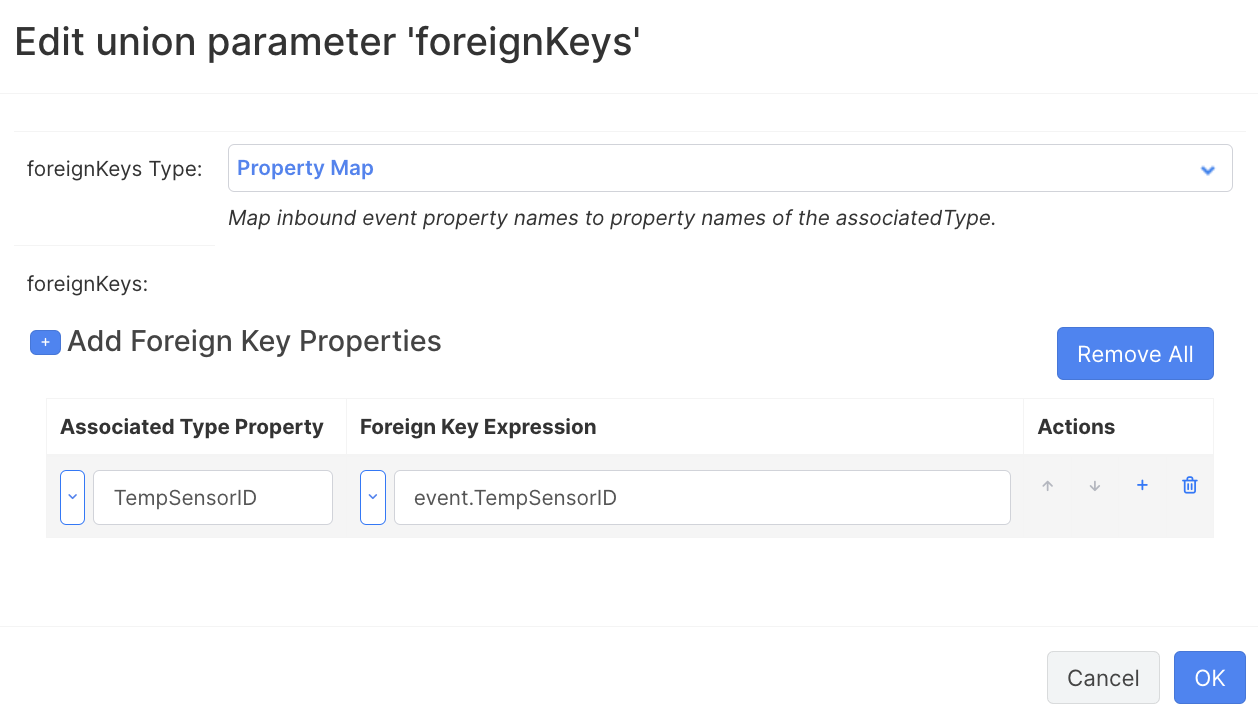 Edit union parameter 'foreignKeys'
foreignKeys Type:
Property Map
Map inbound event property names to property names of the associatedType.
foreignKeys:
+ Add Foreign Key Properties
Remove All
Associated Type Property
Foreign Key Expression
Actions
TempSensorID
event.TempSensorID
Cancel
OK